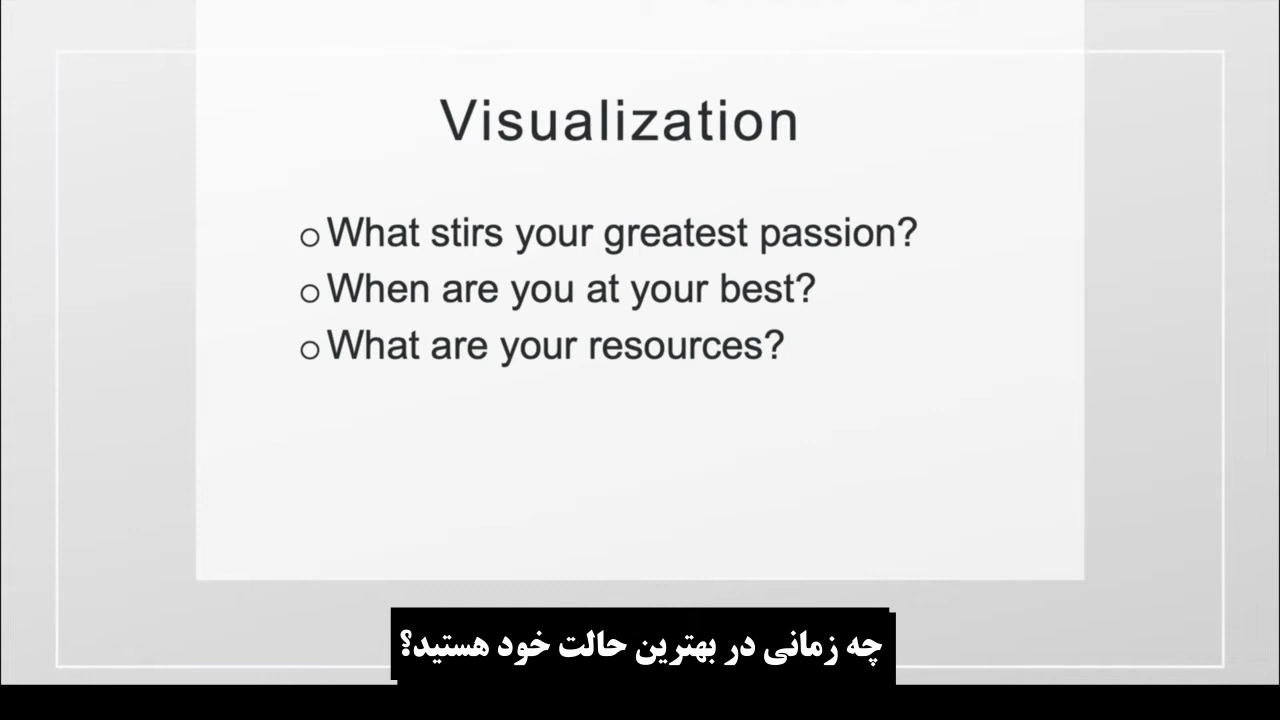 Visualization
What stirs your greatest passion?
When are you at your best?
What are your resources?
چه زمانی در بهترین حالت خود هستید؟